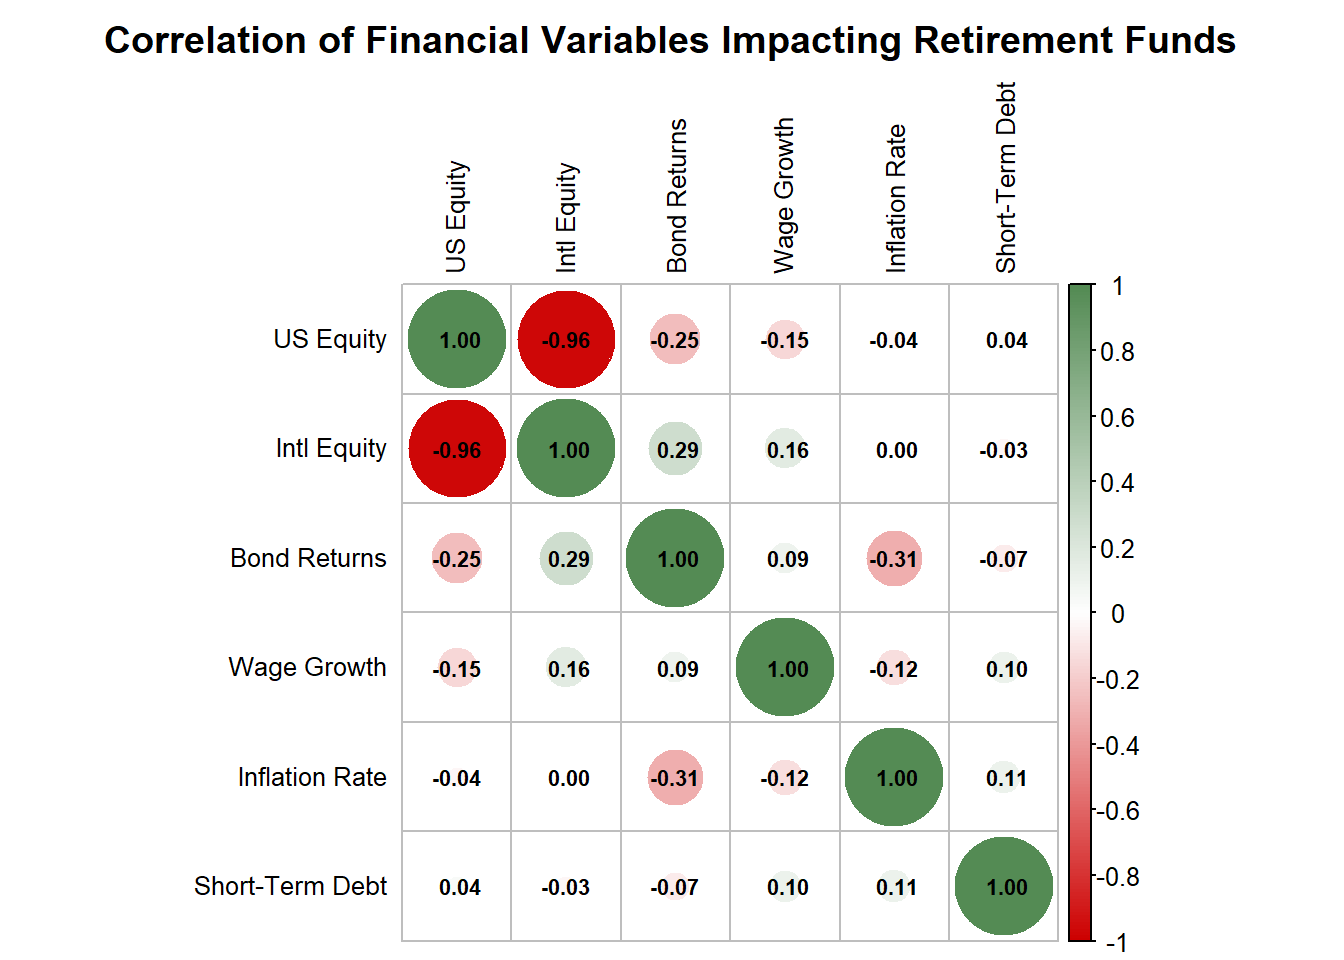 Correlation of Financial Variables Impacting Retirement Funds
US Equity
Intl Equity
Bond Returns
Wage Growth
Inflation Rate
Short-Term Debt
US Equity 1.00 -0.96 -0.25 -0.15 -0.04 0.04
Intl Equity -0.96 1.00 0.29 0.16 0.00 -0.03
Bond Returns -0.25 0.29 1.00 0.09 -0.31 -0.07
Wage Growth -0.15 0.16 0.09 1.00 -0.12 0.10
Inflation Rate -0.04 0.00 -0.31 -0.12 1.00 0.11
Short-Term Debt 0.04 -0.03 -0.07 0.10 0.11 1.00
1
0.8
0.6
0.4
0.2
0
-0.2
-0.4
-0.6
-0.8
-1